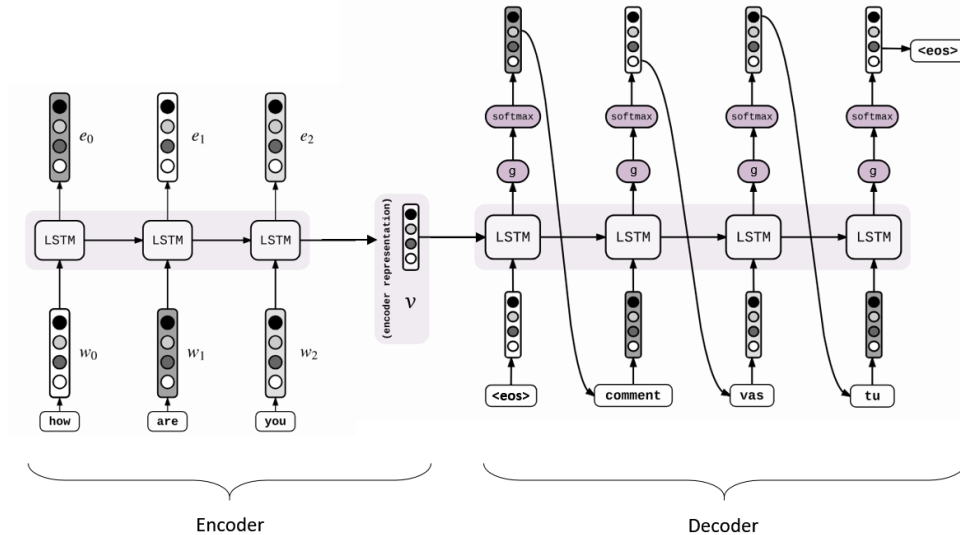 e0
e1
e2
LSTM
LSTM
LSTM
w0
w1
w2
how
are
you
(encoder representation)
v
softmax
softmax
softmax
softmax
<eos>
g
g
g
g
LSTM
LSTM
LSTM
LSTM
<eos>
comment
vas
tu
Encoder
Decoder